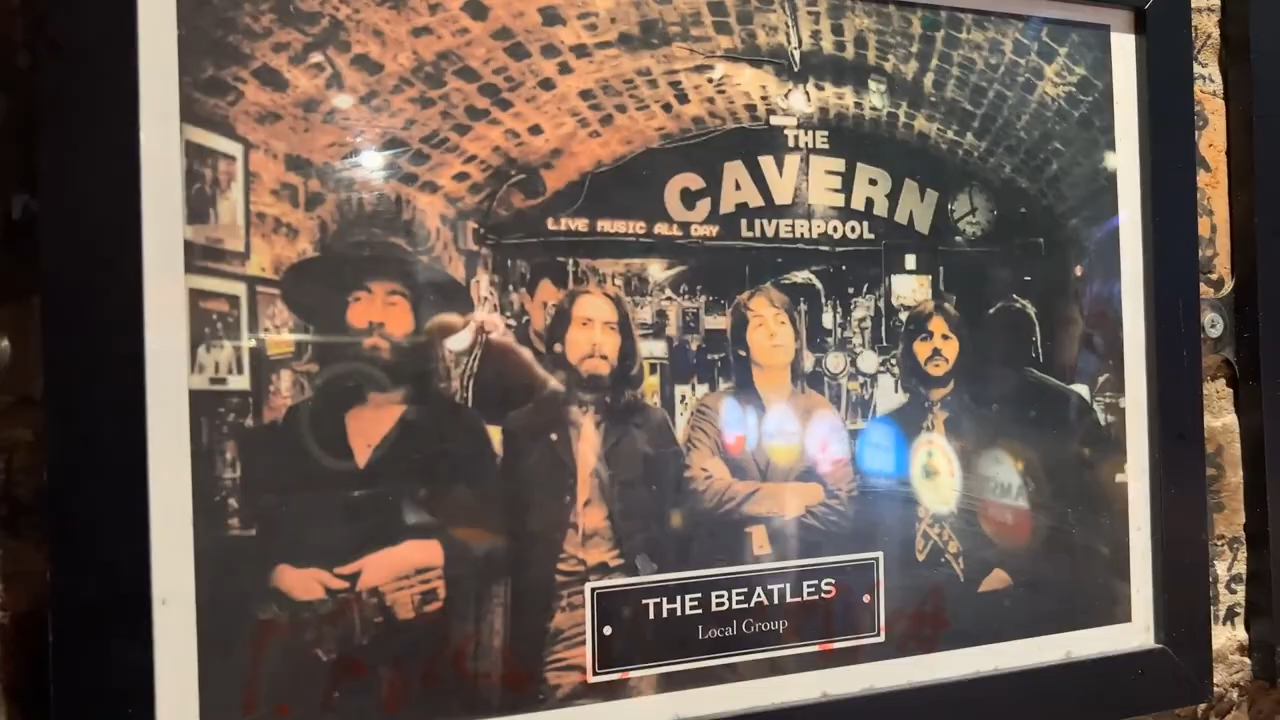 THE
CAVERN
LIVE MUSIC ALL DAY
LIVERPOOL
THE BEATLES
Local Group